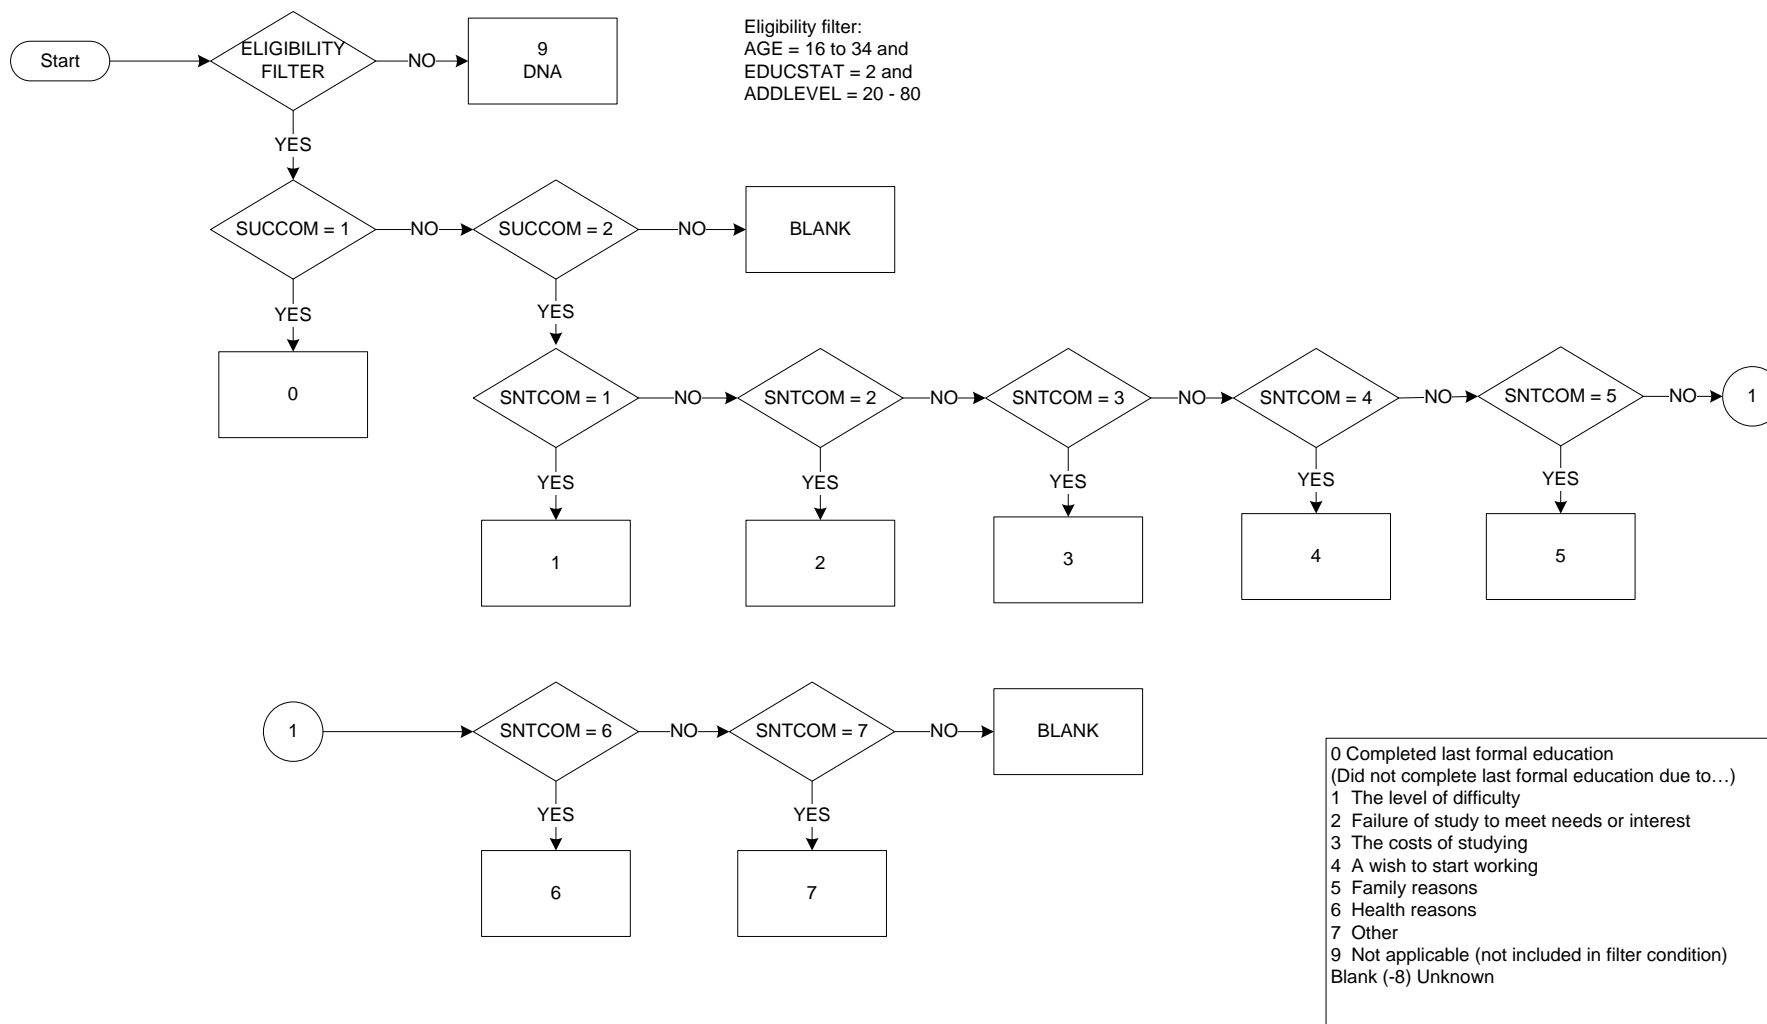 Start
ELIGIBILITY
FILTER
NO
9
DNA
Eligibility filter:
AGE = 16 to 34 and
EDUCSTAT = 2 and
ADDLEVEL = 20 - 80
YES
SUCCOM = 1
NO
SUCCOM = 2
NO
BLANK
YES
YES
0
SNTCOM = 1
NO
SNTCOM = 2
NO
SNTCOM = 3
NO
SNTCOM = 4
NO
SNTCOM = 5
NO
1
YES
YES
YES
YES
YES
1
2
3
4
5
1
SNTCOM = 6
NO
SNTCOM = 7
NO
BLANK
YES
YES
6
7
0 Completed last formal education
(Did not complete last formal education due to…)
1 The level of difficulty
2 Failure of study to meet needs or interest
3 The costs of studying
4 A wish to start working
5 Family reasons
6 Health reasons
7 Other
9 Not applicable (not included in filter condition)
Blank (-8) Unknown